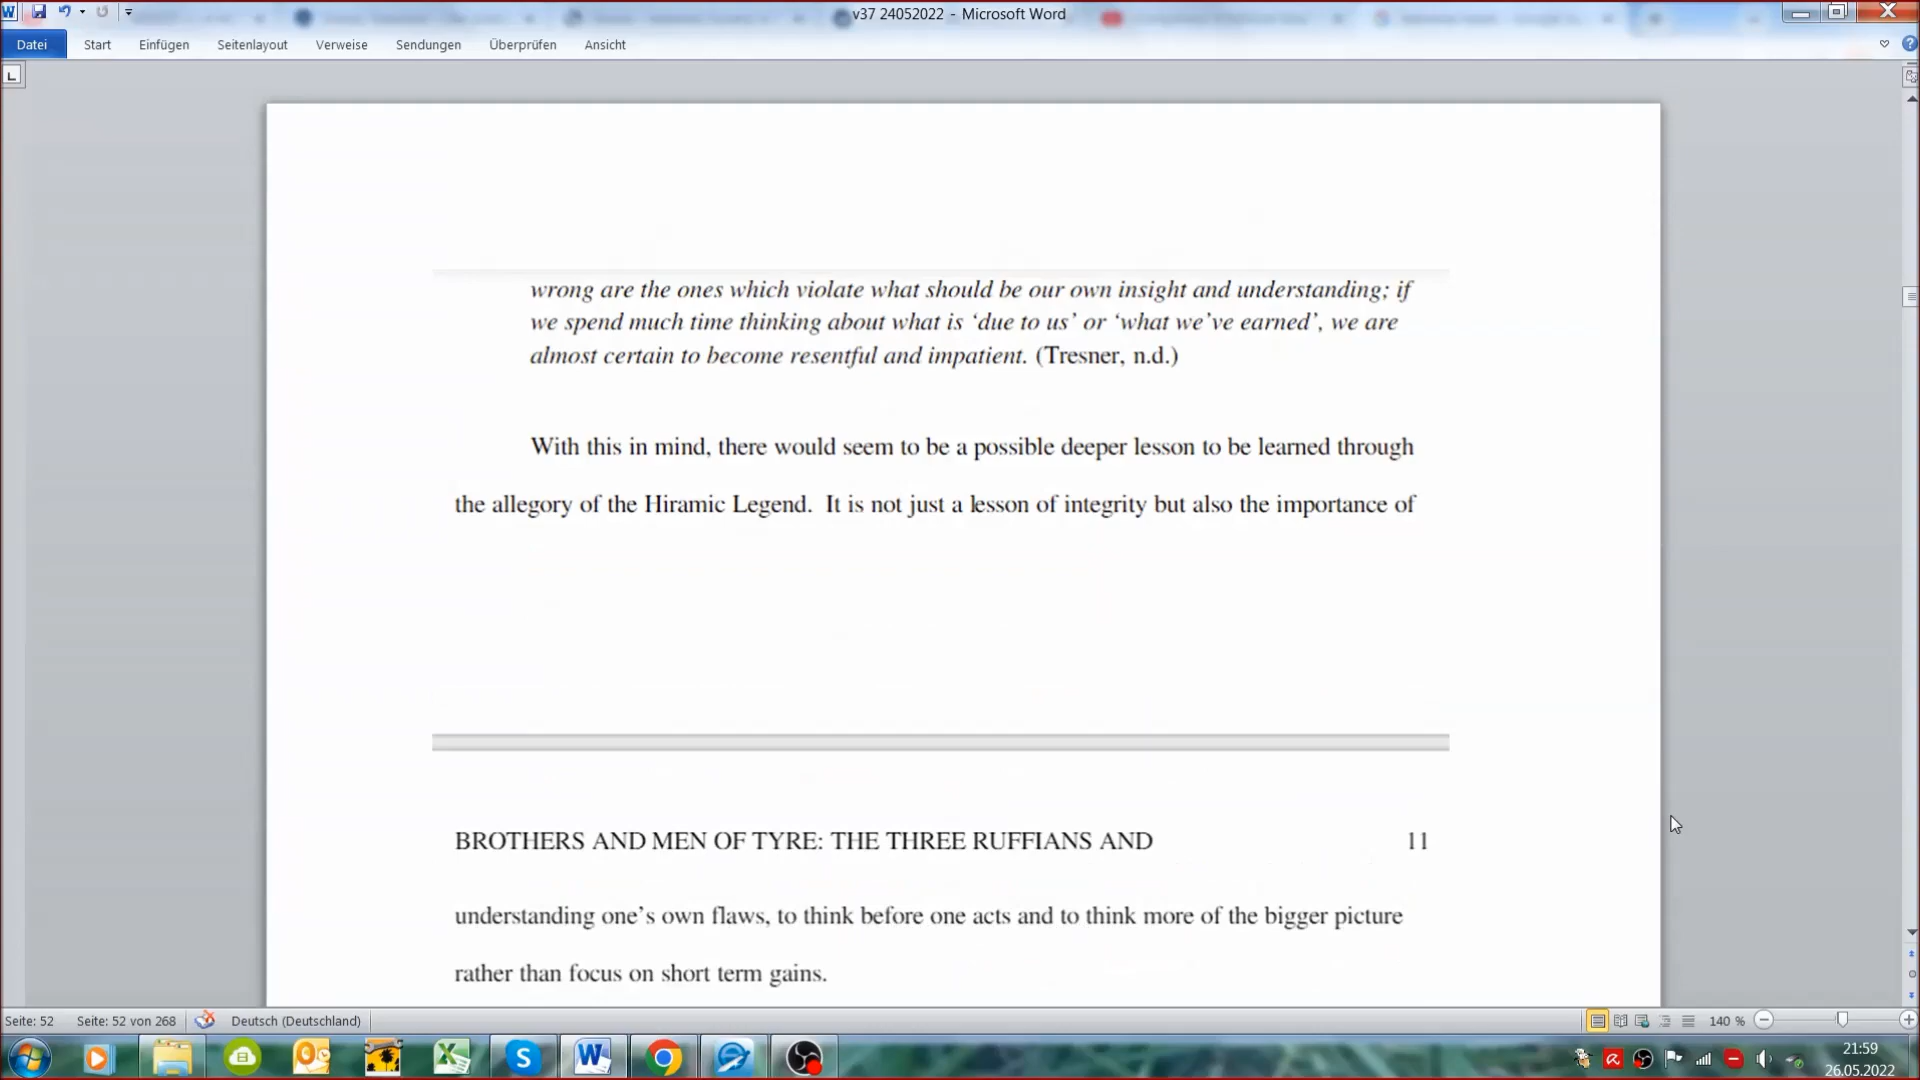 v37 24052022 - Microsoft Word
Datei Start Einfügen Seitenlayout Verweise Sendungen Überprüfen Ansicht
wrong are the ones which violate what should be our own insight and understanding; if
we spend much time thinking about what is ‘due to us’ or ‘what we’ve earned’, we are
almost certain to become resentful and impatient. (Tresner, n.d.)
With this in mind, there would seem to be a possible deeper lesson to be learned through
the allegory of the Hiramic Legend. It is not just a lesson of integrity but also the importance of
BROTHERS AND MEN OF TYRE: THE THREE RUFFIANS AND 11
understanding one’s own flaws, to think before one acts and to think more of the bigger picture
rather than focus on short term gains.
Seite: 52 Seite: 52 von 268 Deutsch (Deutschland) 140 %
21:59
26.05.2022